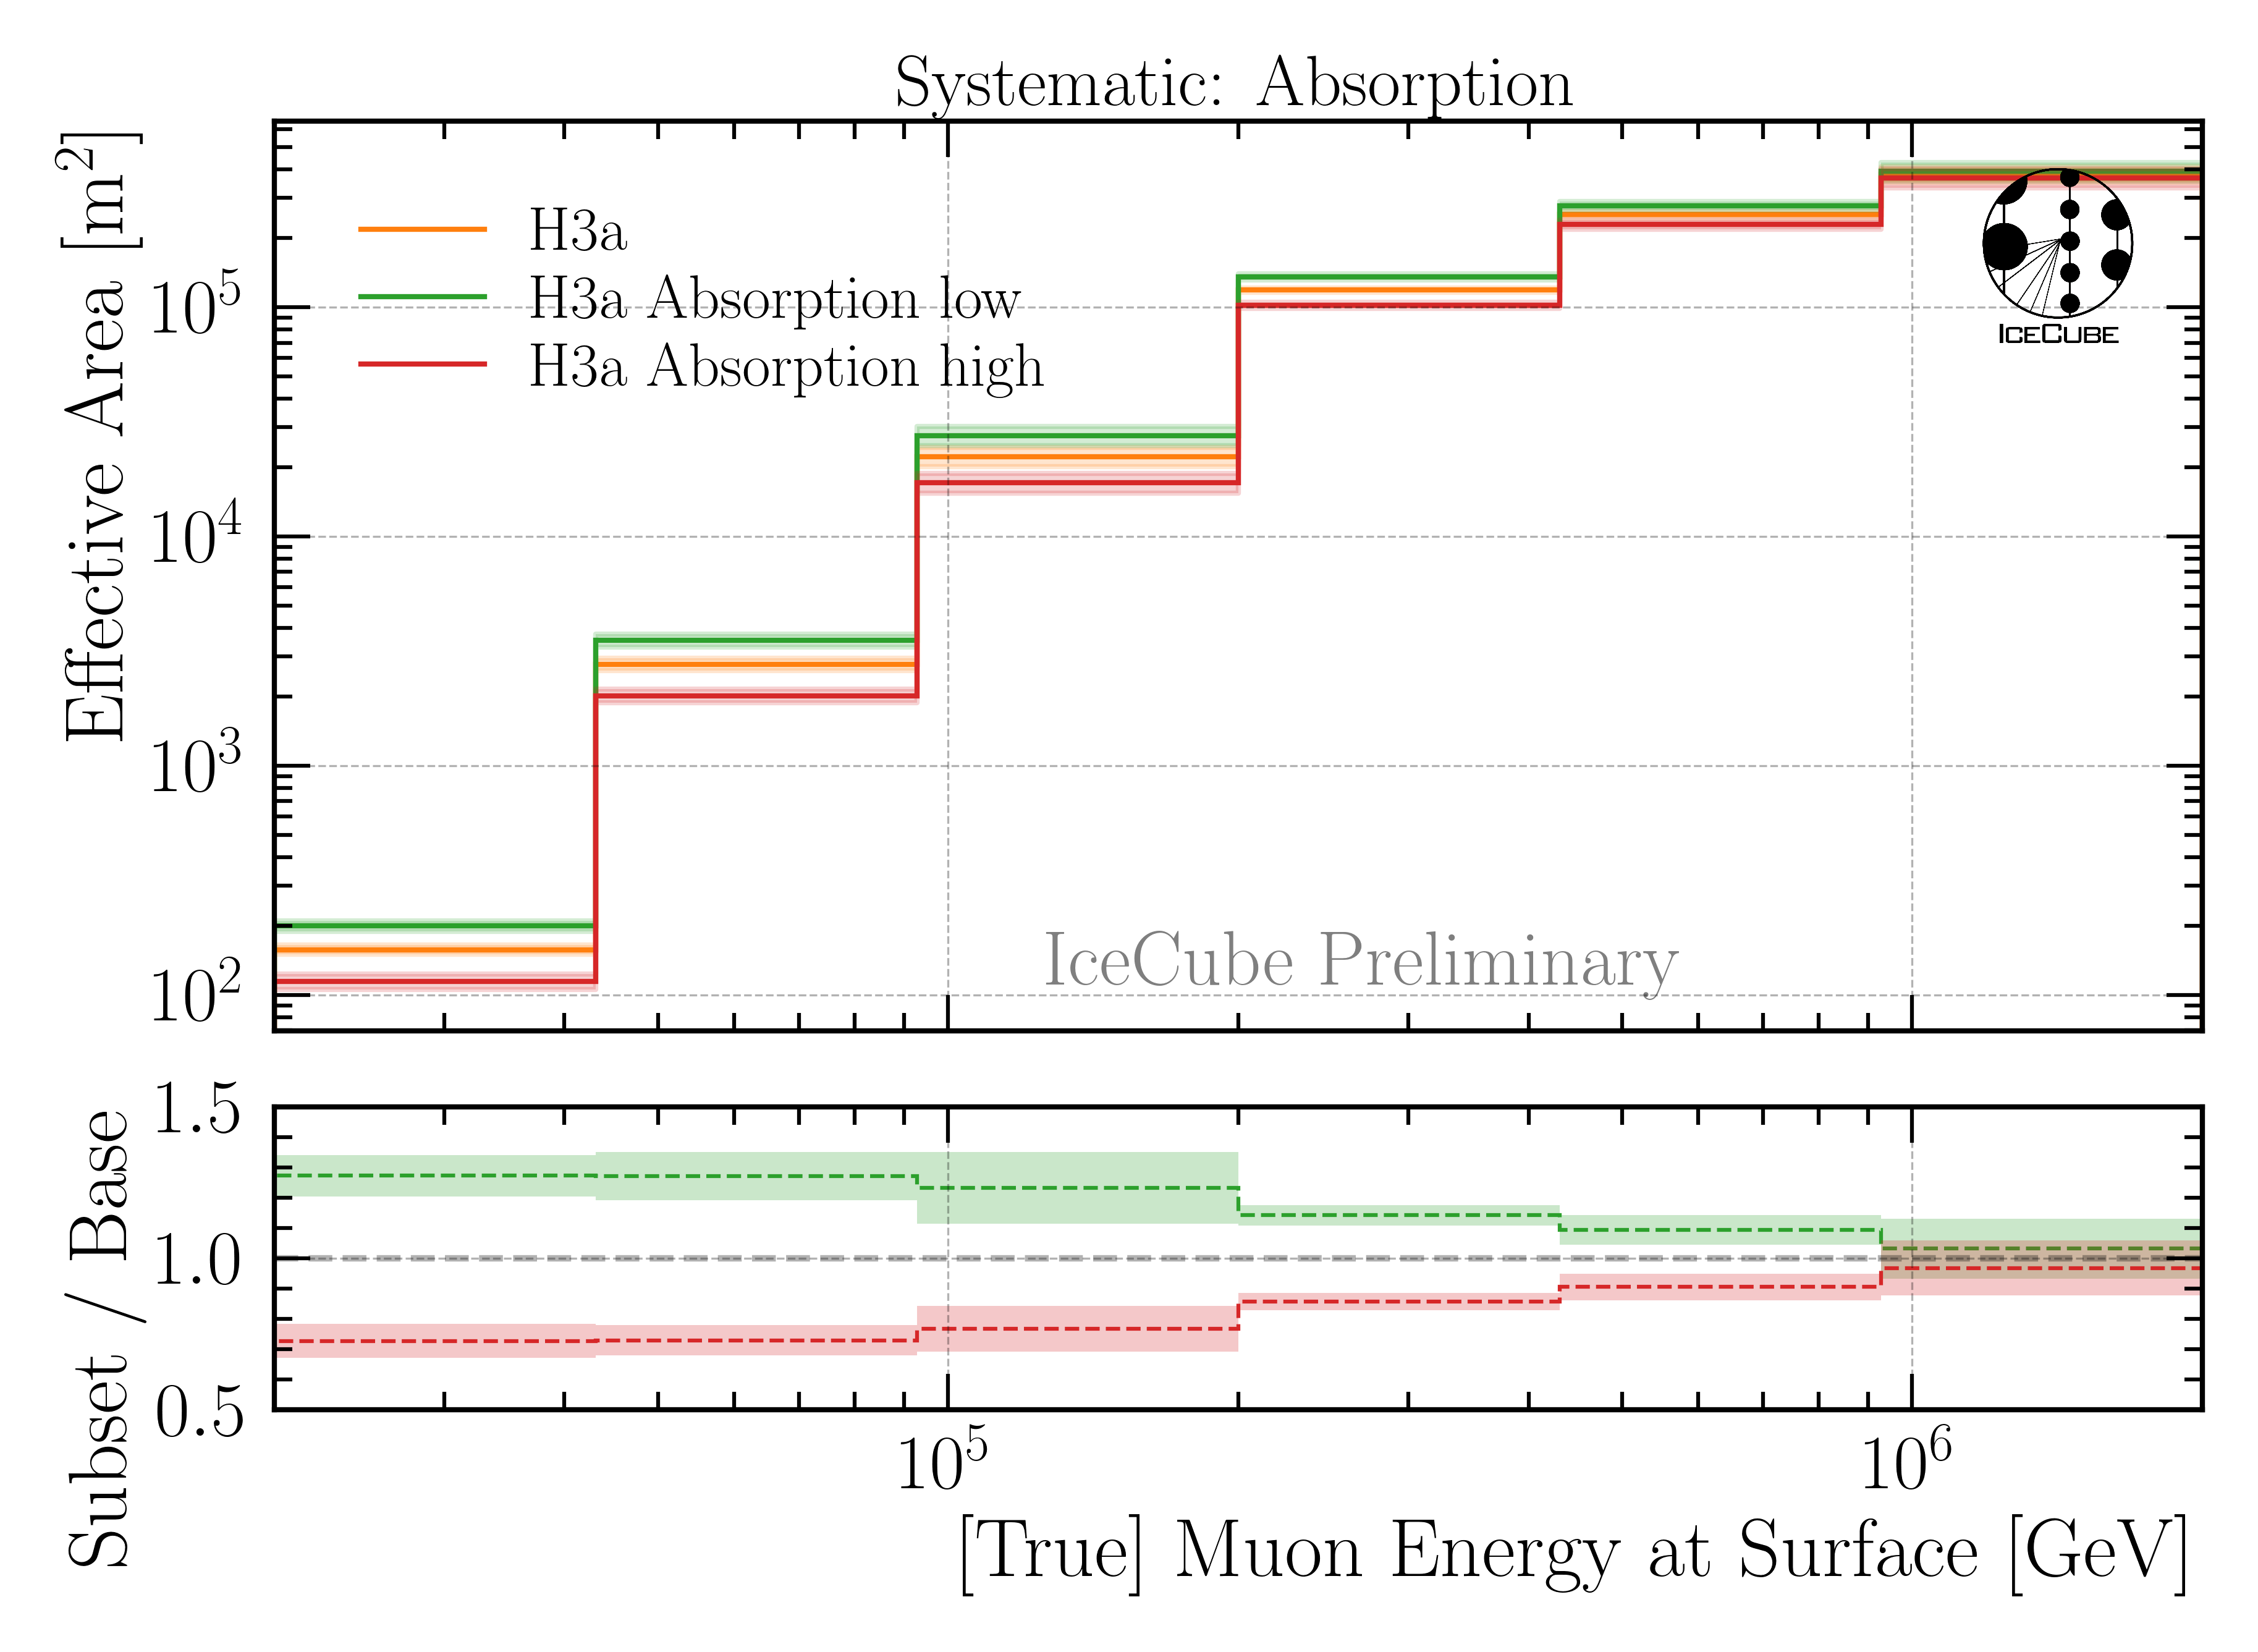 Systematic: Absorption
Effective Area [m²]
10⁵
10⁴
10³
10²
H3a
H3a Absorption low
H3a Absorption high
ICECUBE
IceCube Preliminary
Subset / Base
1.5
1.0
0.5
10⁵
10⁶
[True] Muon Energy at Surface [GeV]